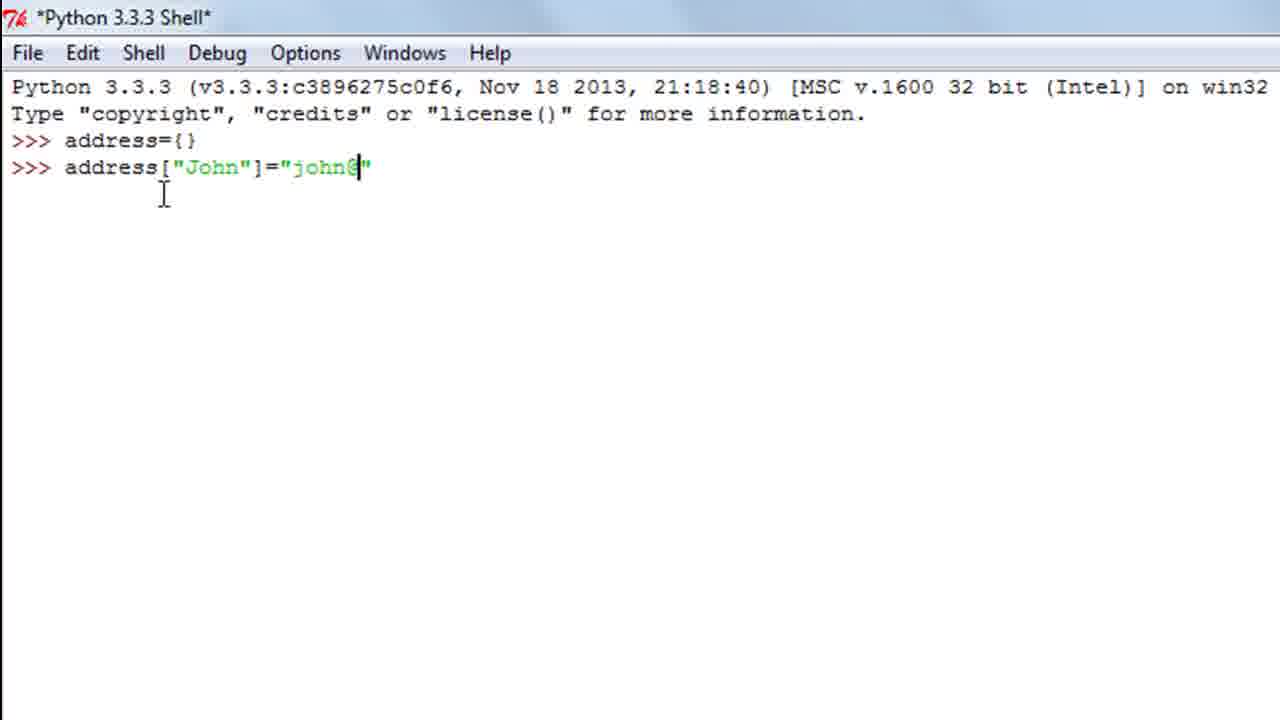 *Python 3.3.3 Shell*
File Edit Shell Debug Options Windows Help
Python 3.3.3 (v3.3.3:c3896275c0f6, Nov 18 2013, 21:18:40) [MSC v.1600 32 bit (Intel)] on win32
Type "copyright", "credits" or "license()" for more information.
>>> address={}
>>> address["John"]="john@"